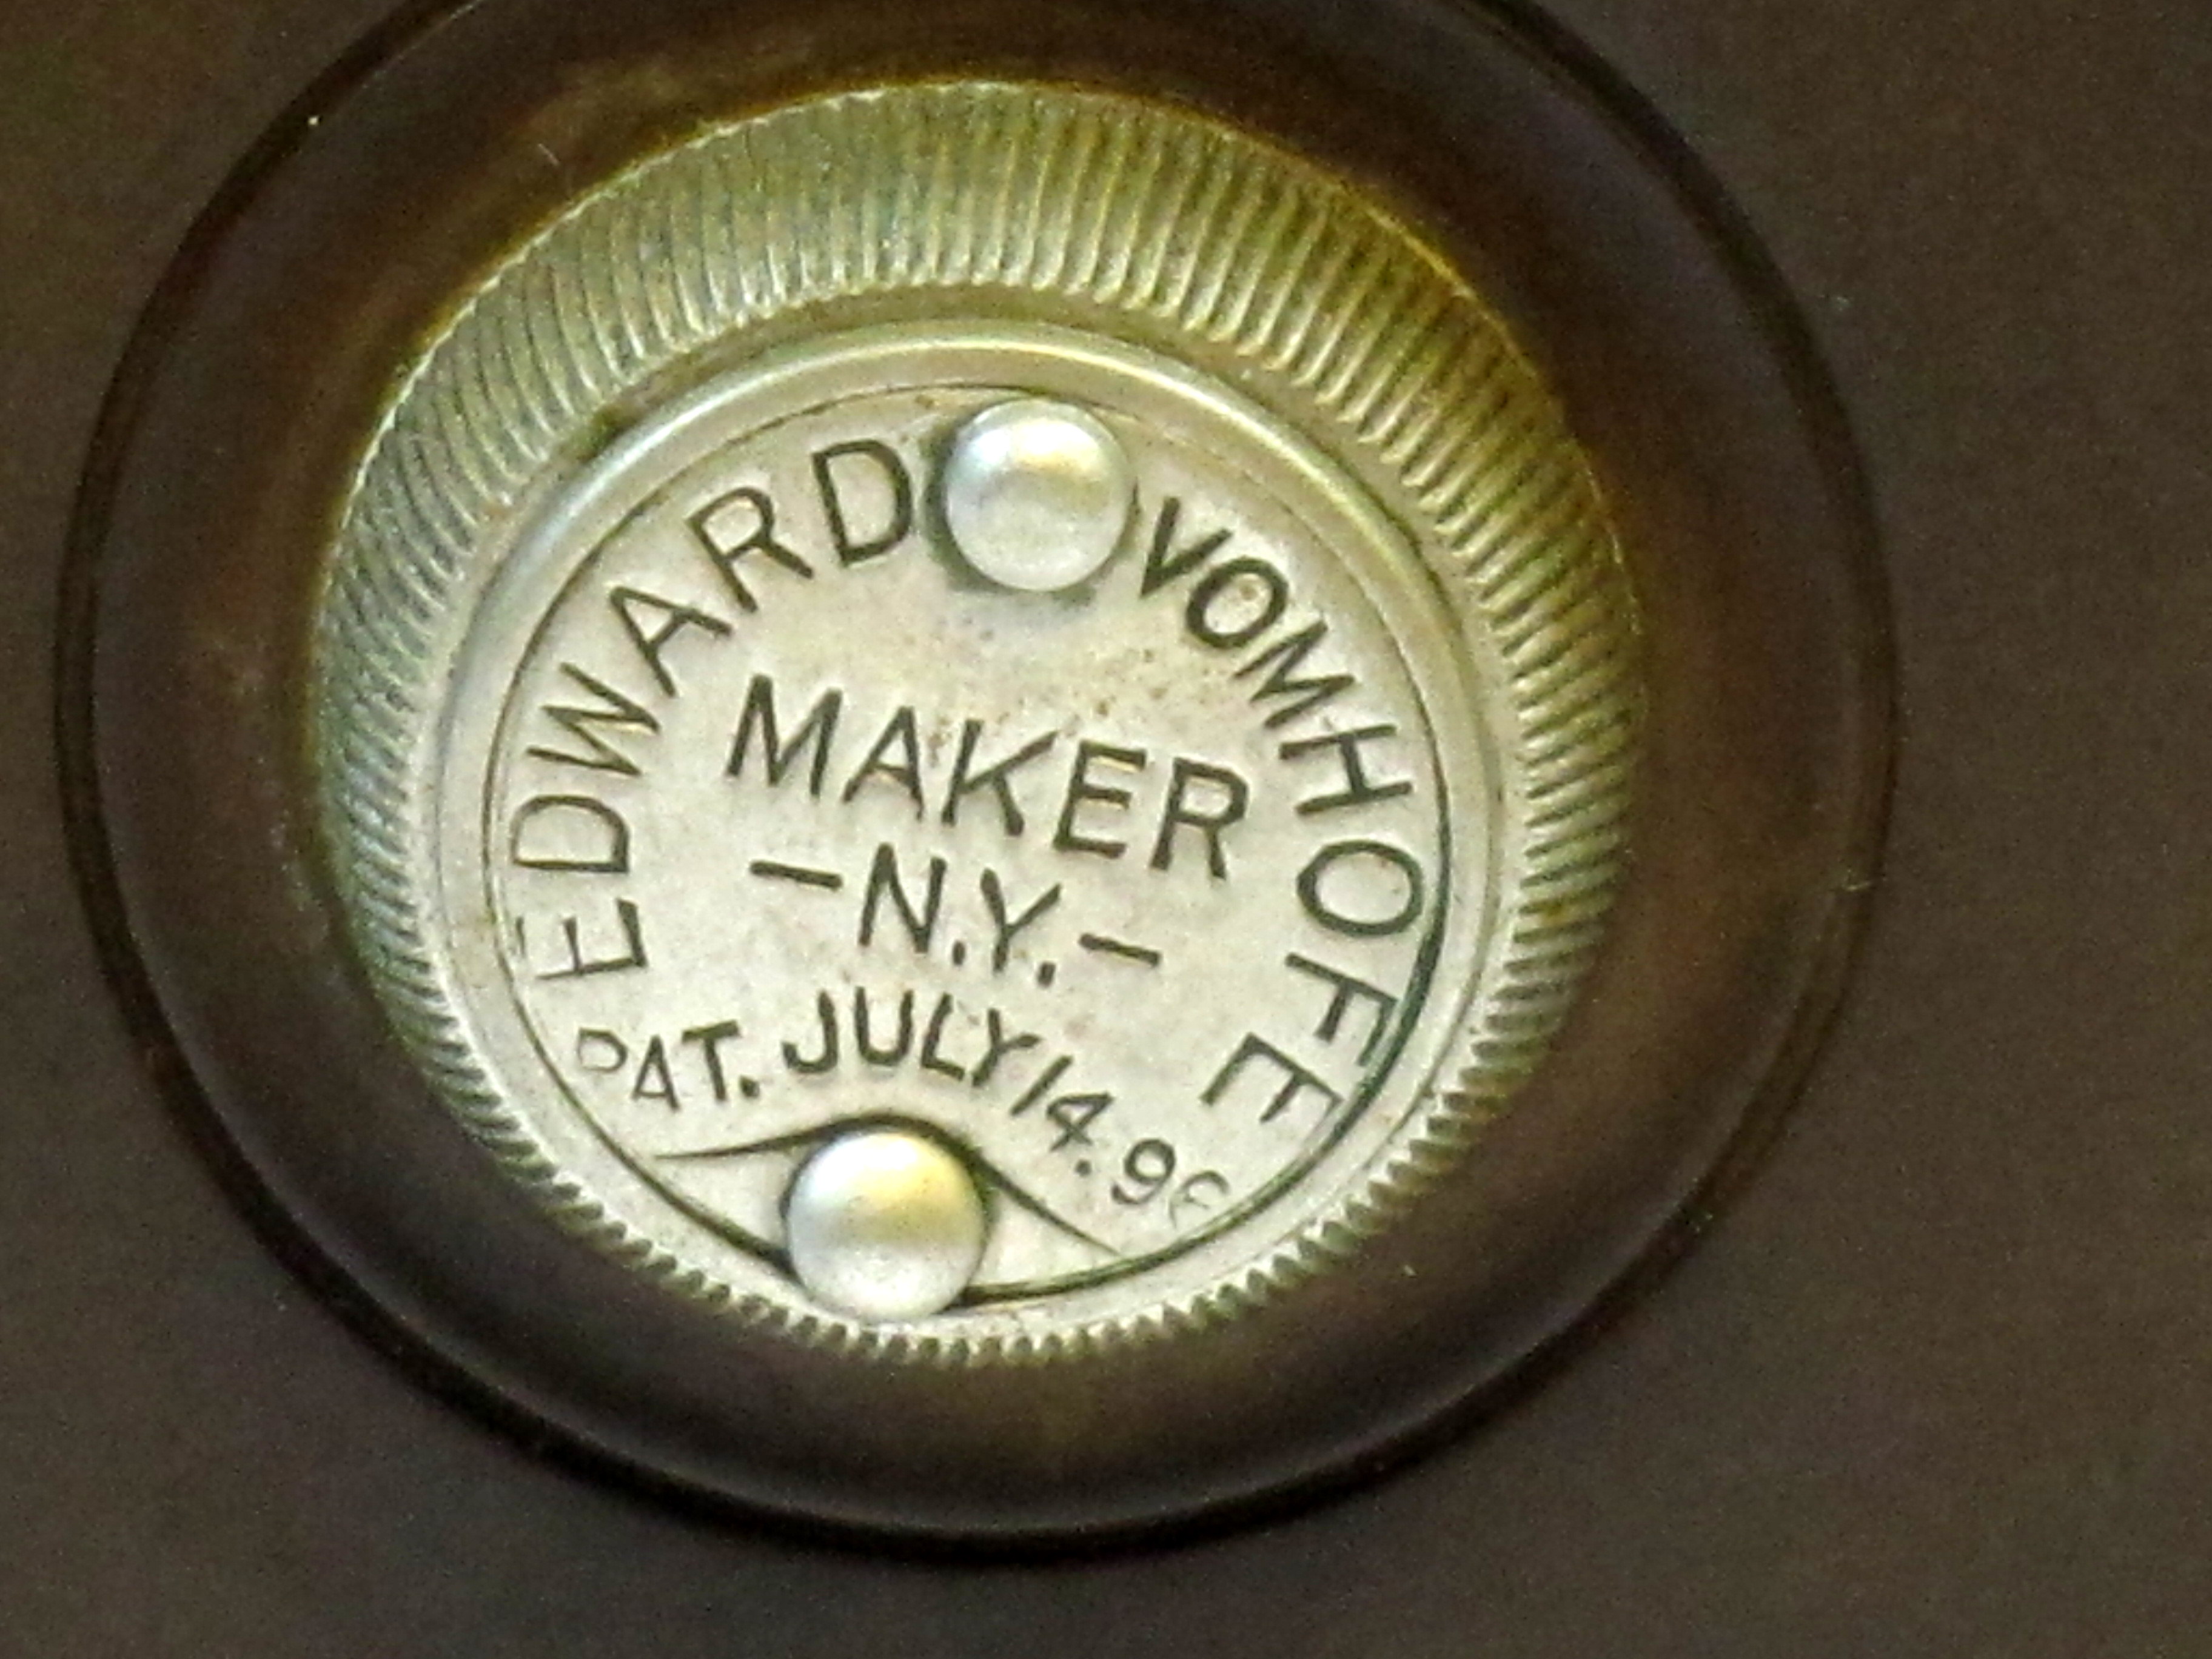 EDWARD VOMHOFE
MAKER
-N.Y.-
PAT. JULY 14. 96